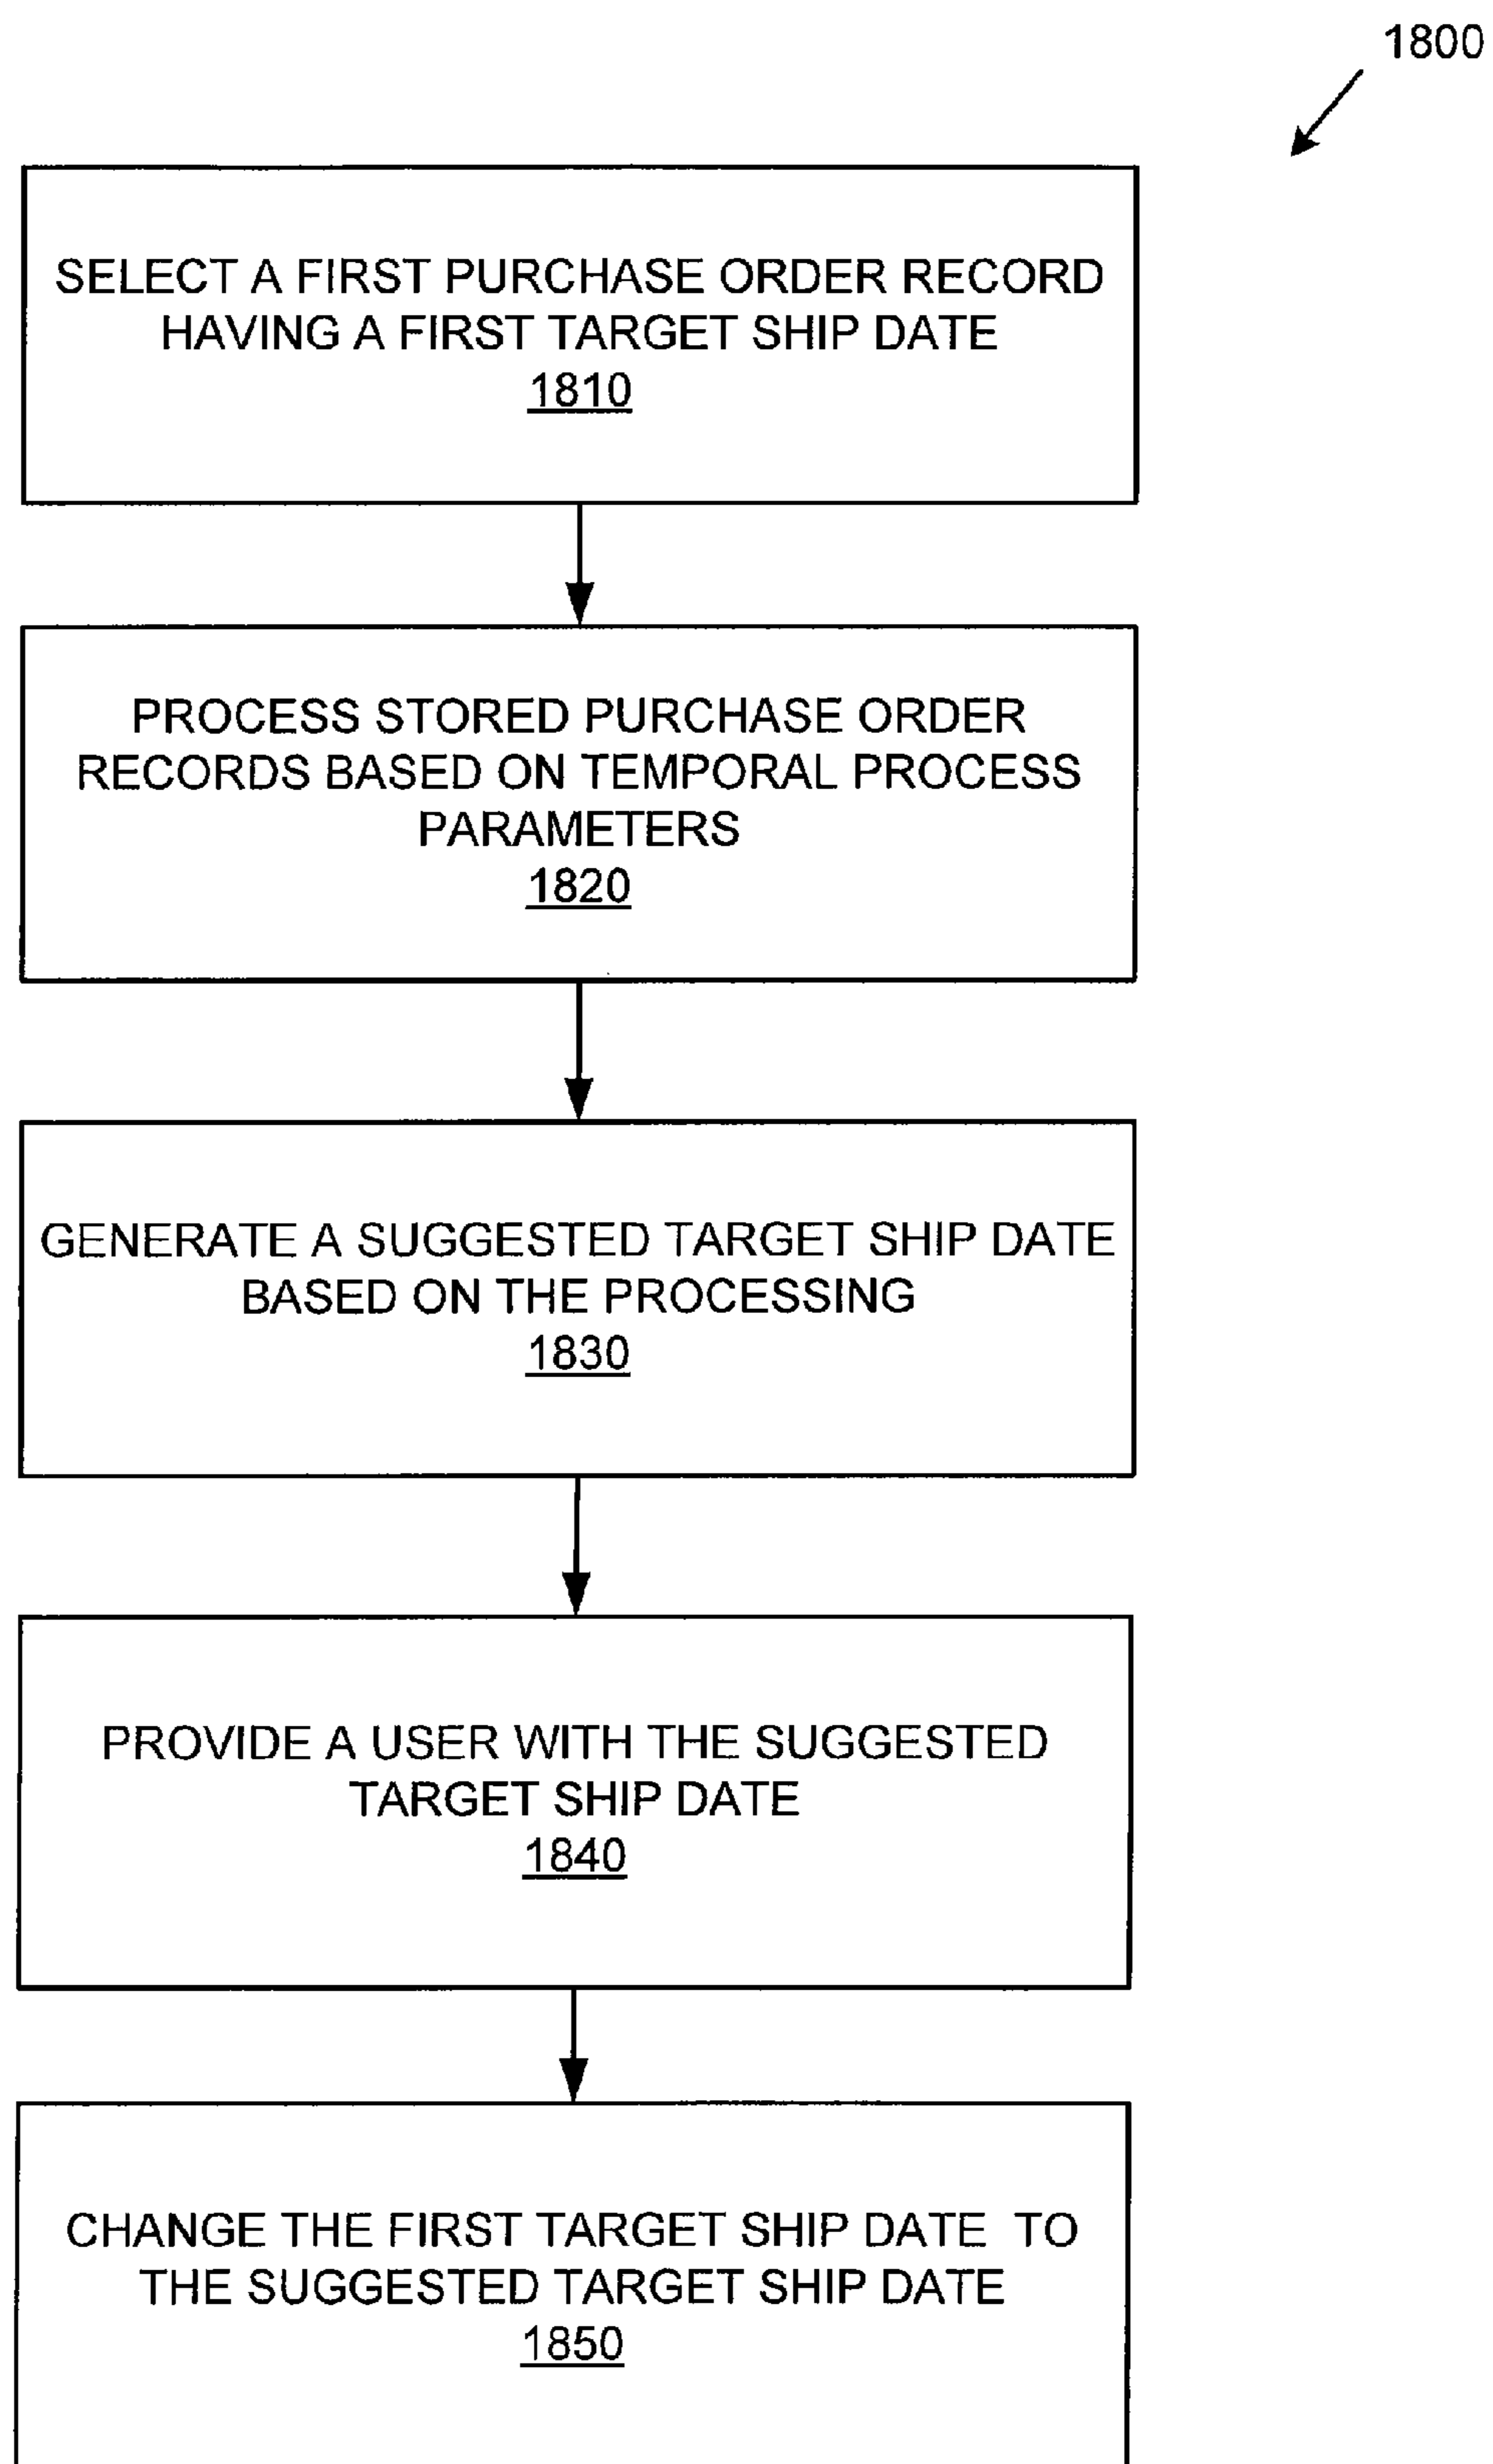 1800
SELECT A FIRST PURCHASE ORDER RECORD
HAVING A FIRST TARGET SHIP DATE
1810
PROCESS STORED PURCHASE ORDER
RECORDS BASED ON TEMPORAL PROCESS
PARAMETERS
1820
GENERATE A SUGGESTED TARGET SHIP DATE
BASED ON THE PROCESSING
1830
PROVIDE A USER WITH THE SUGGESTED
TARGET SHIP DATE
1840
CHANGE THE FIRST TARGET SHIP DATE TO
THE SUGGESTED TARGET SHIP DATE
1850